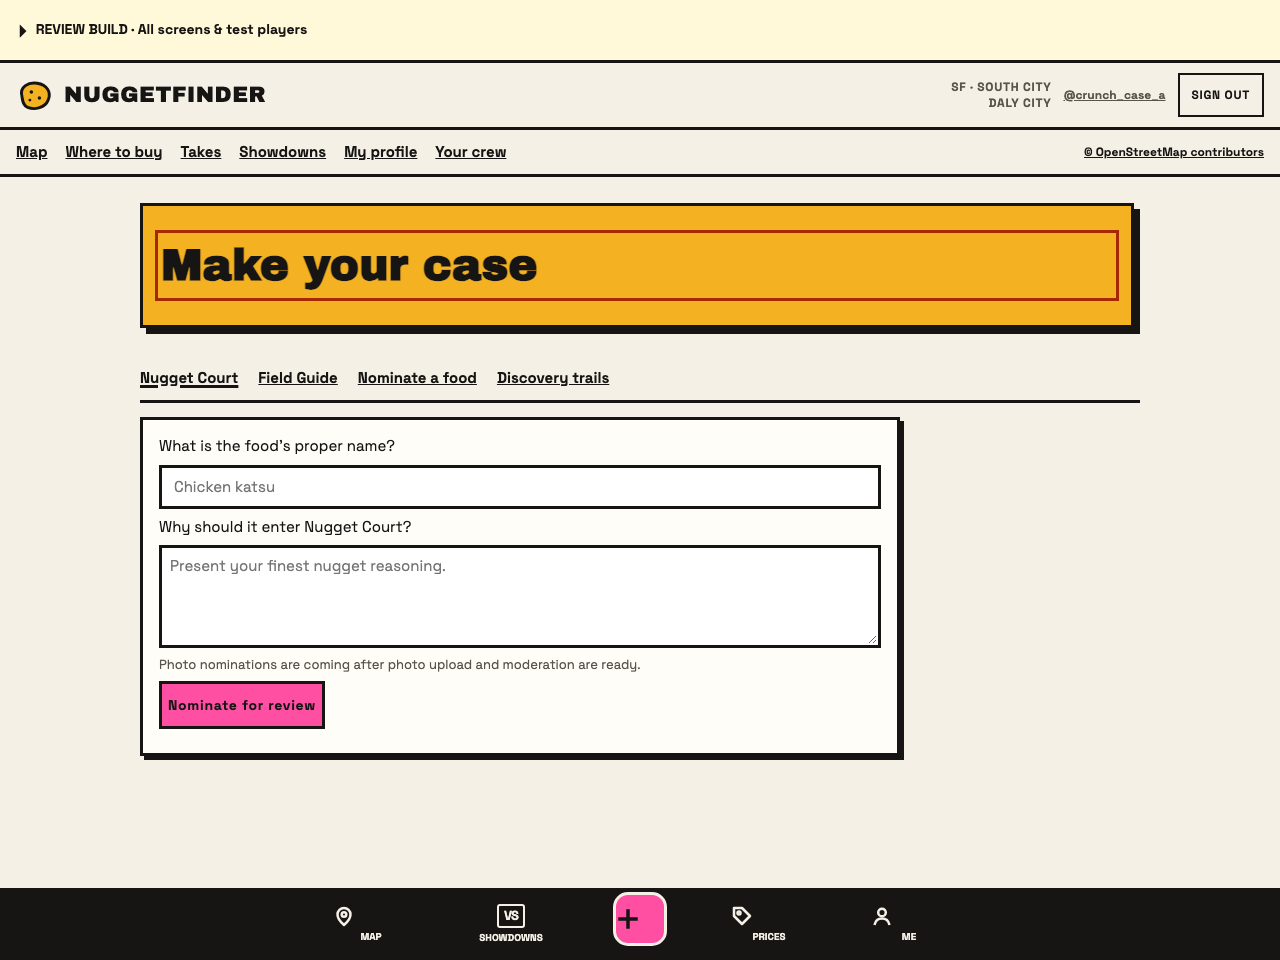 REVIEW BUILD · All screens & test players
NUGGETFINDER
SF · SOUTH CITY
DALY CITY
@crunch_case_a
SIGN OUT
Map
Where to buy
Takes
Showdowns
My profile
Your crew
© OpenStreetMap contributors
Make your case
Nugget Court
Field Guide
Nominate a food
Discovery trails
What is the food's proper name?
Chicken katsu
Why should it enter Nugget Court?
Present your finest nugget reasoning.
Photo nominations are coming after photo upload and moderation are ready.
Nominate for review
MAP
VS
SHOWDOWNS
+
PRICES
ME